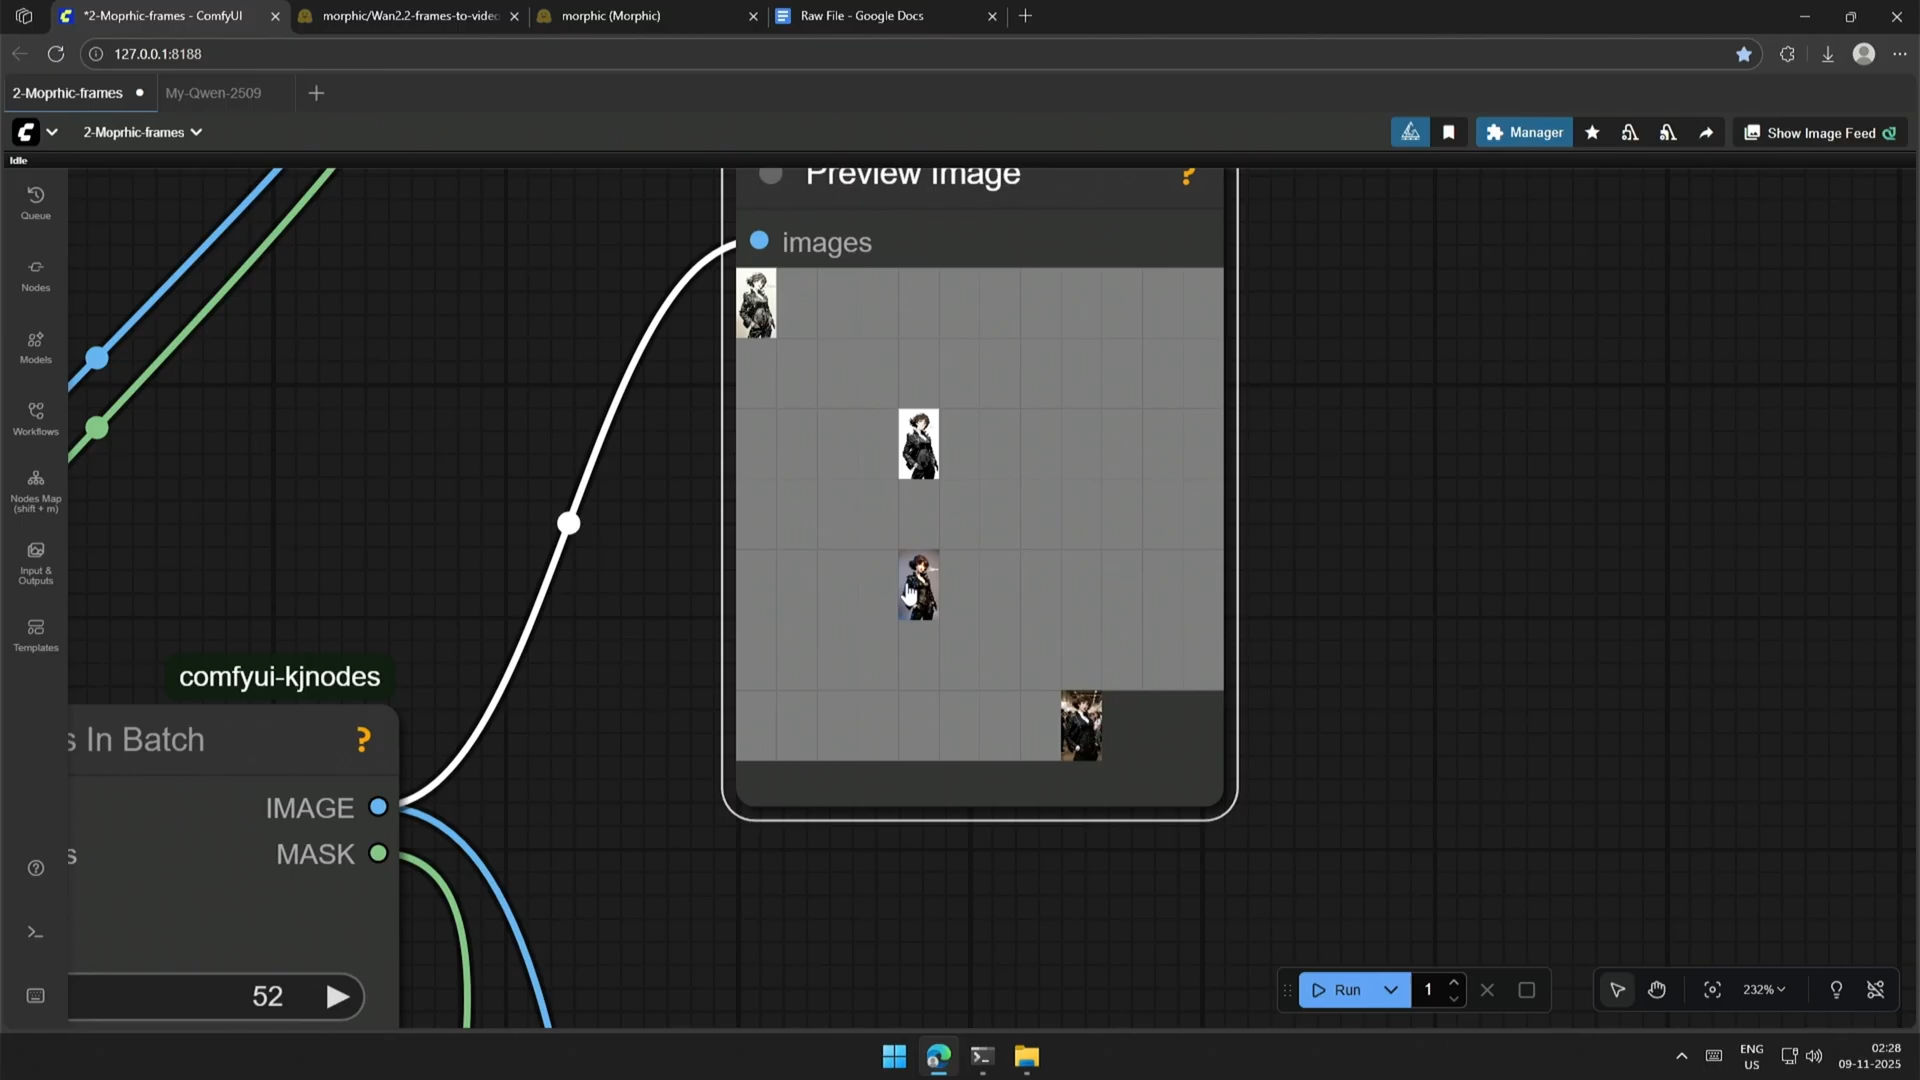 *2-Moprhic-frames - ComfyUI
morphic/Wan2.2-frames-to-video
morphic (Morphic)
Raw File - Google Docs
127.0.0.1:8188
2-Moprhic-frames
My-Qwen-2509
2-Moprhic-frames
Manager
Show Image Feed
Idle
Queue
Nodes
Models
Workflows
Nodes Map
(shift + m)
Input &
Outputs
Templates
Preview Image
?
images
comfyui-kjnodes
s In Batch
?
IMAGE
s
MASK
52
Run
1
232%
ENG
US
02:28
09-11-2025